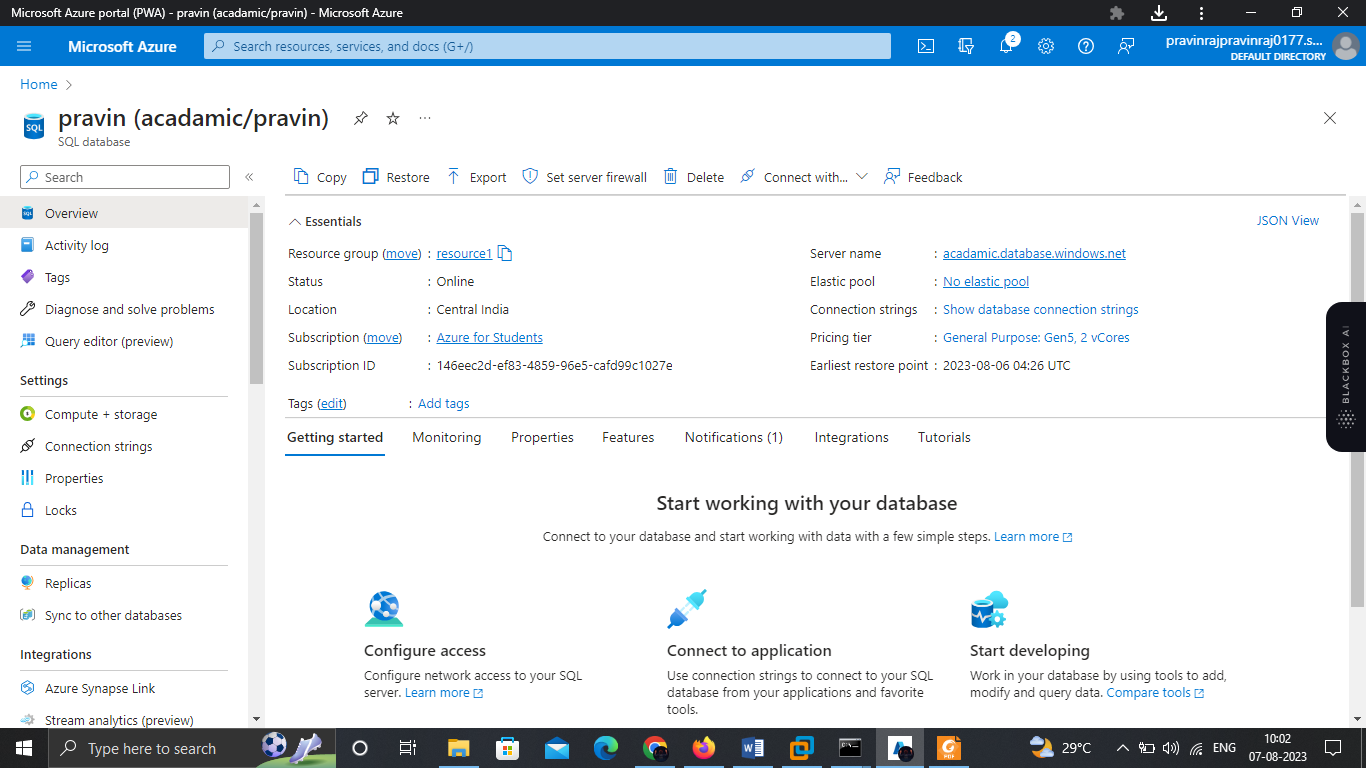 Microsoft Azure portal (PWA) - pravin (acadamic/pravin) - Microsoft Azure
Microsoft Azure
Search resources, services, and docs (G+/)
2
pravinrajpravinraj0177.s...
DEFAULT DIRECTORY
Home
SQL
pravin (acadamic/pravin)
SQL database
Search
Copy
Restore
Export
Set server firewall
Delete
Connect with...
Feedback
Overview
Activity log
Tags
Diagnose and solve problems
Query editor (preview)
Settings
Compute + storage
Connection strings
Properties
Locks
Data management
Replicas
Sync to other databases
Integrations
Azure Synapse Link
Stream analytics (preview)
Essentials
JSON View
Resource group (move) : resource1
Status : Online
Location : Central India
Subscription (move) : Azure for Students
Subscription ID : 146eec2d-ef83-4859-96e5-cafd99c1027e
Server name : acadamic.database.windows.net
Elastic pool : No elastic pool
Connection strings : Show database connection strings
Pricing tier : General Purpose: Gen5, 2 vCores
Earliest restore point : 2023-08-06 04:26 UTC
Tags (edit) : Add tags
Getting started
Monitoring
Properties
Features
Notifications (1)
Integrations
Tutorials
Start working with your database
Connect to your database and start working with data with a few simple steps. Learn more
Configure access
Configure network access to your SQL
server. Learn more
Connect to application
Use connection strings to connect to your SQL
database from your applications and favorite
tools.
Start developing
Work in your database by using tools to add,
modify and query data. Compare tools
BLACKBOX AI
Type here to search
29°C
ENG
10:02
07-08-2023